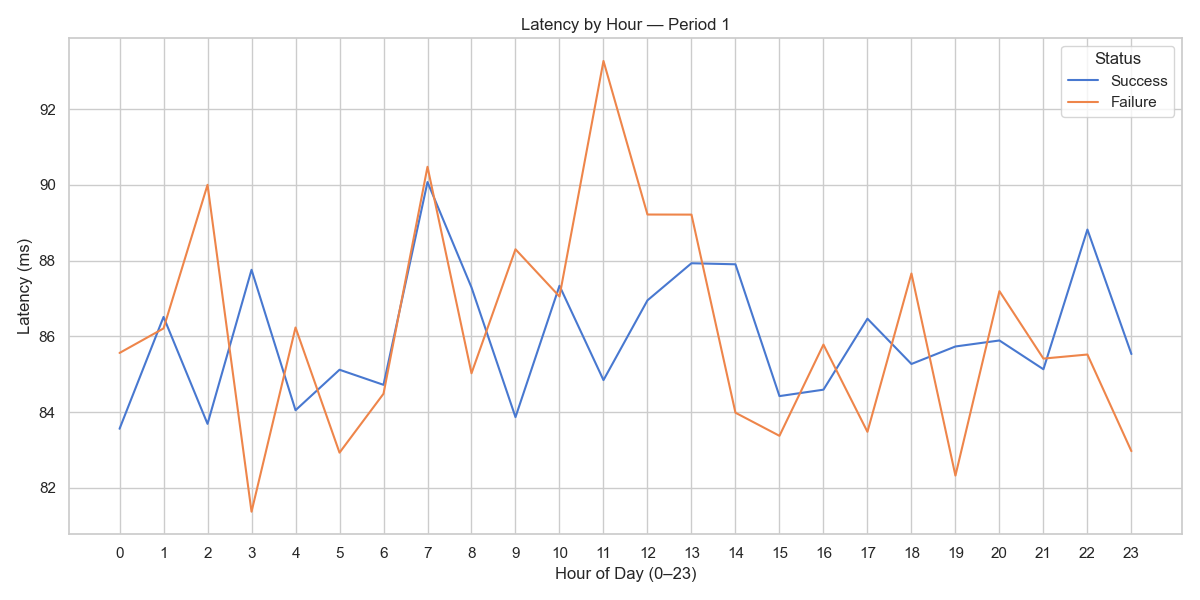 Latency by Hour — Period 1
Latency (ms)
92
90
88
86
84
82
Status
Success
Failure
0 1 2 3 4 5 6 7 8 9 10 11 12 13 14 15 16 17 18 19 20 21 22 23
Hour of Day (0–23)